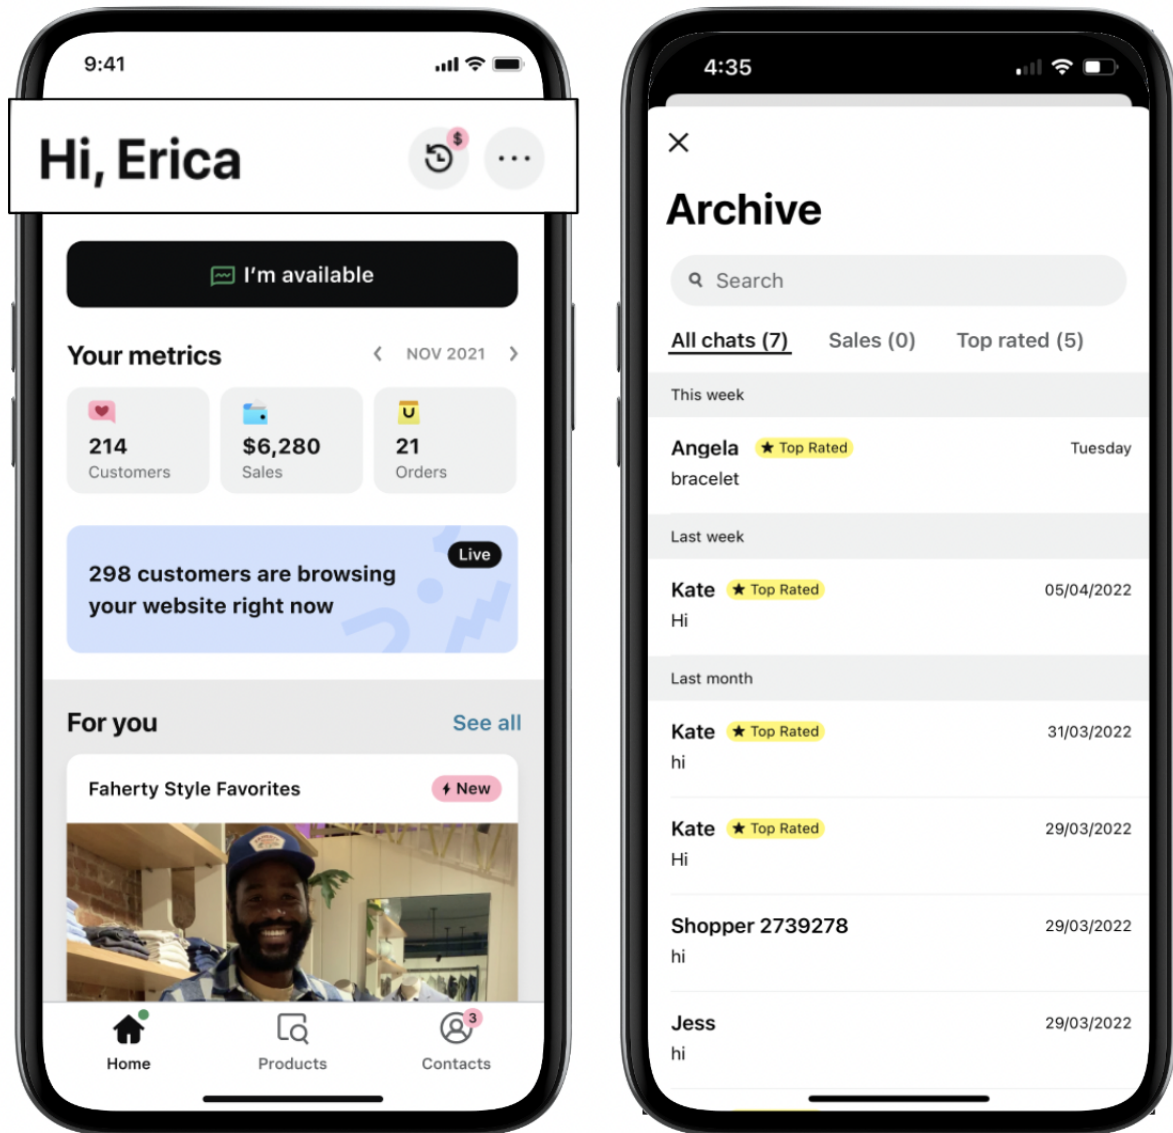 9:41
Hi, Erica
$
I'm available
Your metrics
NOV 2021
214
Customers
$6,280
Sales
21
Orders
298 customers are browsing
your website right now
Live
For you
See all
Faherty Style Favorites
New
Home
Products
3
Contacts
4:35
Archive
Search
All chats (7)
Sales (0)
Top rated (5)
This week
Angela
Top Rated
Tuesday
bracelet
Last week
Kate
Top Rated
05/04/2022
Hi
Last month
Kate
Top Rated
31/03/2022
hi
Kate
Top Rated
29/03/2022
Hi
Shopper 2739278
29/03/2022
hi
Jess
29/03/2022
hi